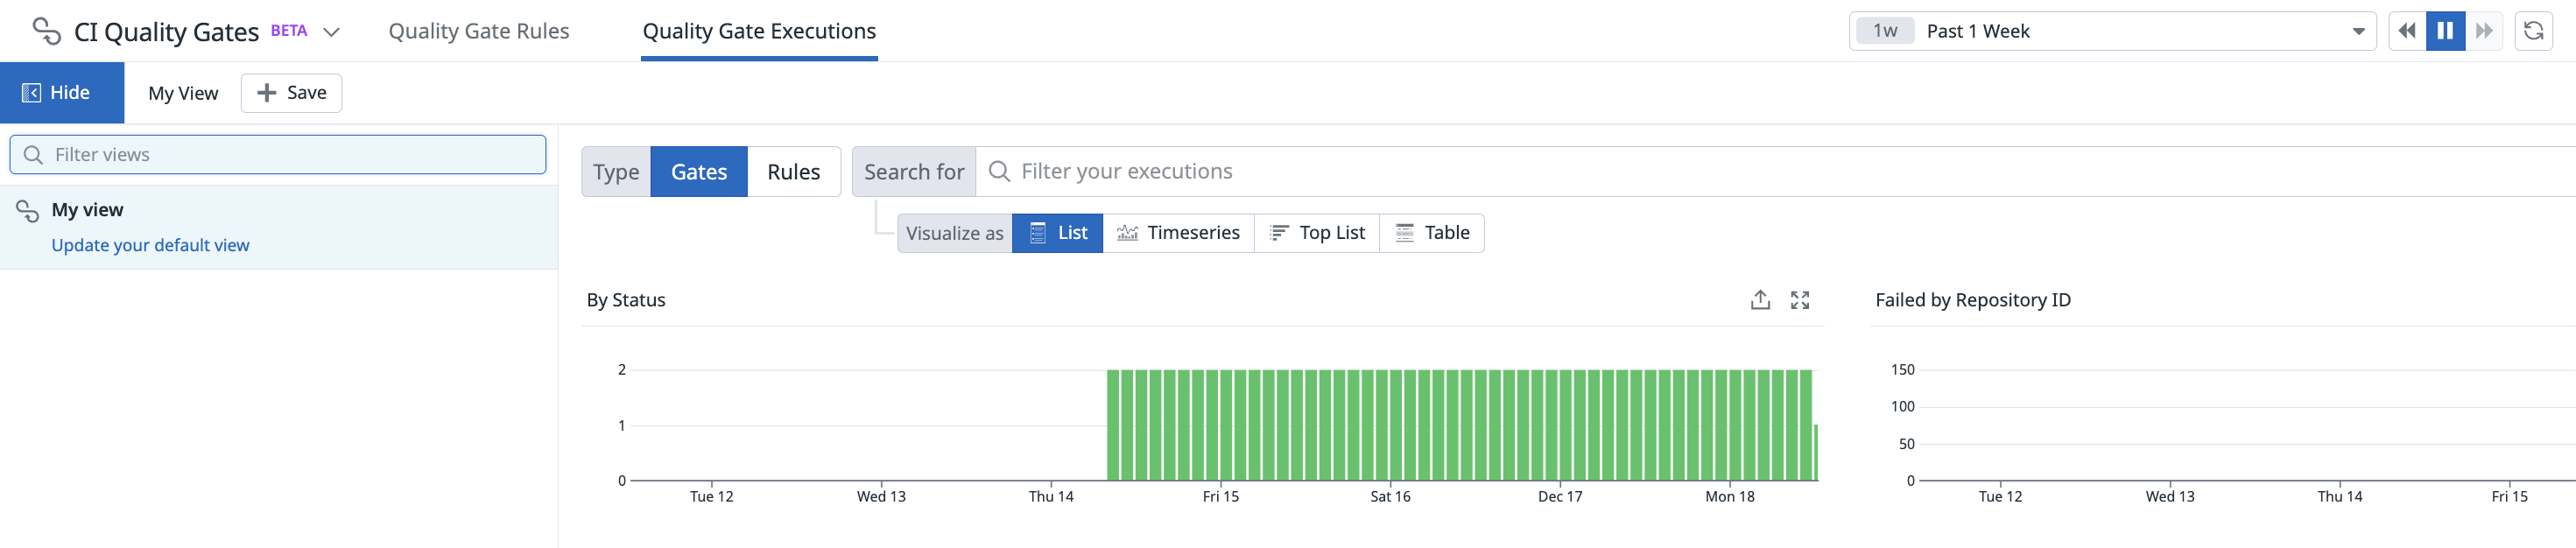 CI Quality Gates BETA
Quality Gate Rules
Quality Gate Executions
1w Past 1 Week
Hide
My View
Save
Filter views
My view
Update your default view
Type Gates Rules
Search for Filter your executions
Visualize as List Timeseries Top List Table
By Status
2
1
0
Tue 12 Wed 13 Thu 14 Fri 15 Sat 16 Dec 17 Mon 18
Failed by Repository ID
150
100
50
0
Tue 12 Wed 13 Thu 14 Fri 15